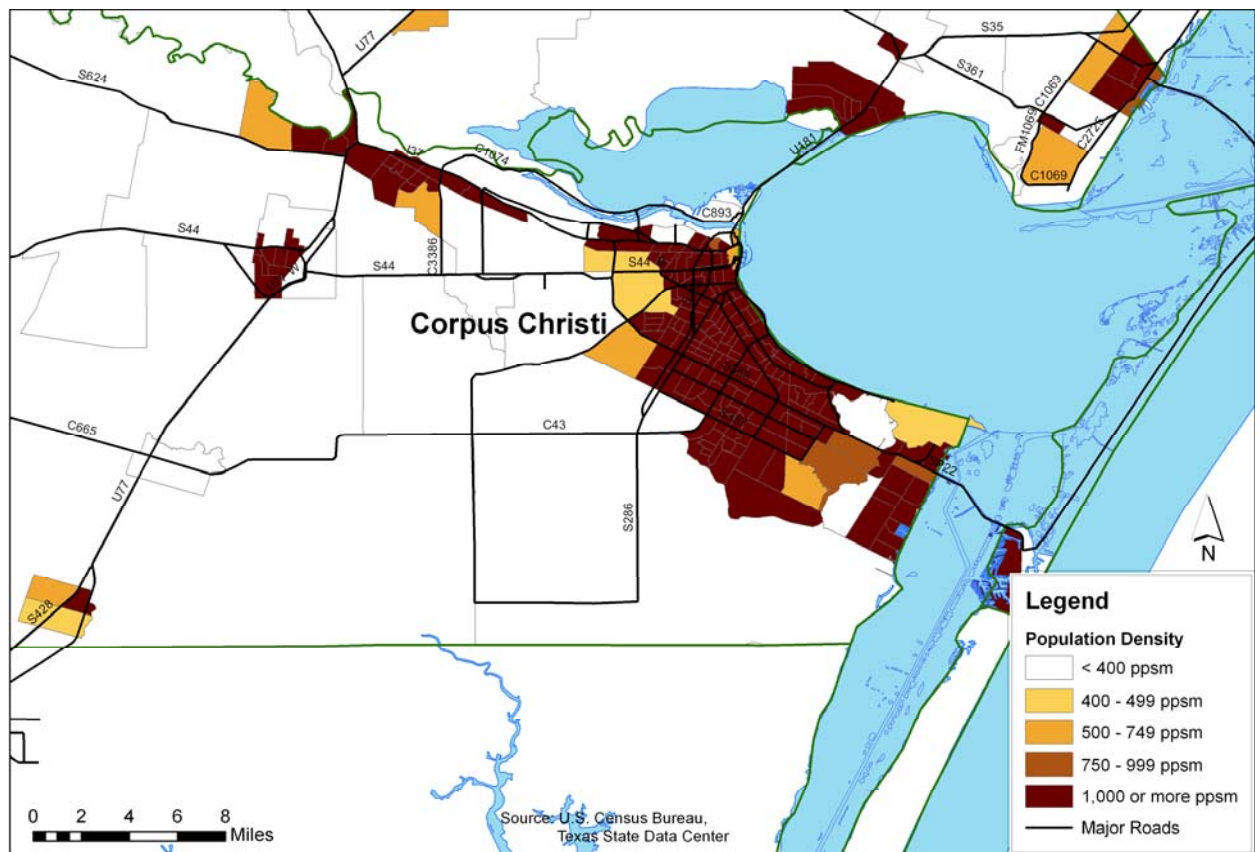 S35
U77
S624
S361
C1069
FM1069
C2725
C1069
I37
C1074
U181
C893
S44
C3386
S44
S44
Corpus Christi
C665
C43
U77
S286
S428
N
Legend
Population Density
< 400 ppsm
400 - 499 ppsm
500 - 749 ppsm
750 - 999 ppsm
1,000 or more ppsm
Major Roads
0 2 4 6 8
Miles
Source: U.S. Census Bureau,
Texas State Data Center